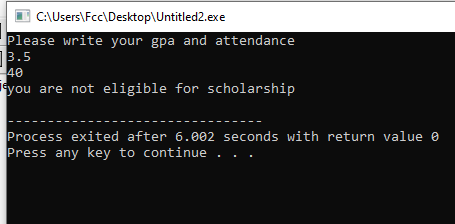 C:\Users\Fcc\Desktop\Untitled2.exe
Please write your gpa and attendance
3.5
40
you are not eligible for scholarship
--------------------------------
Process exited after 6.002 seconds with return value 0
Press any key to continue . . .